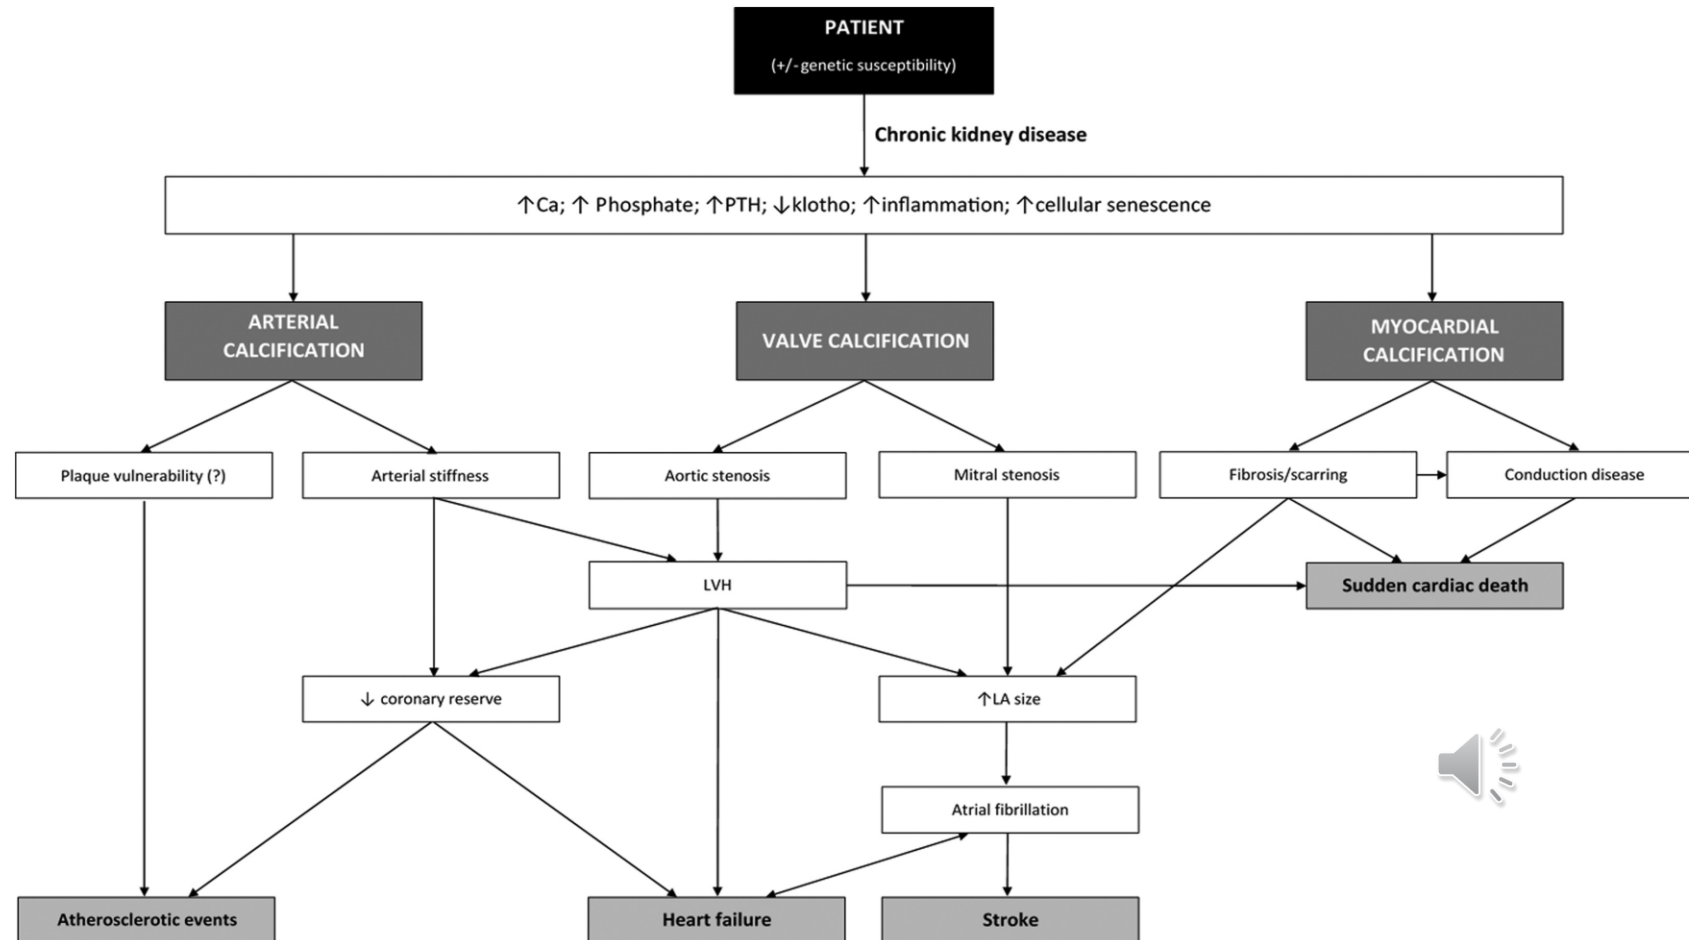 PATIENT
(+/-genetic susceptibility)
Chronic kidney disease
↑Ca; ↑ Phosphate; ↑PTH; ↓klotho; ↑inflammation; ↑cellular senescence
ARTERIAL
CALCIFICATION
VALVE CALCIFICATION
MYOCARDIAL
CALCIFICATION
Plaque vulnerability (?)
Arterial stiffness
Aortic stenosis
Mitral stenosis
Fibrosis/scarring
Conduction disease
LVH
Sudden cardiac death
↓ coronary reserve
↑LA size
Atrial fibrillation
Atherosclerotic events
Heart failure
Stroke